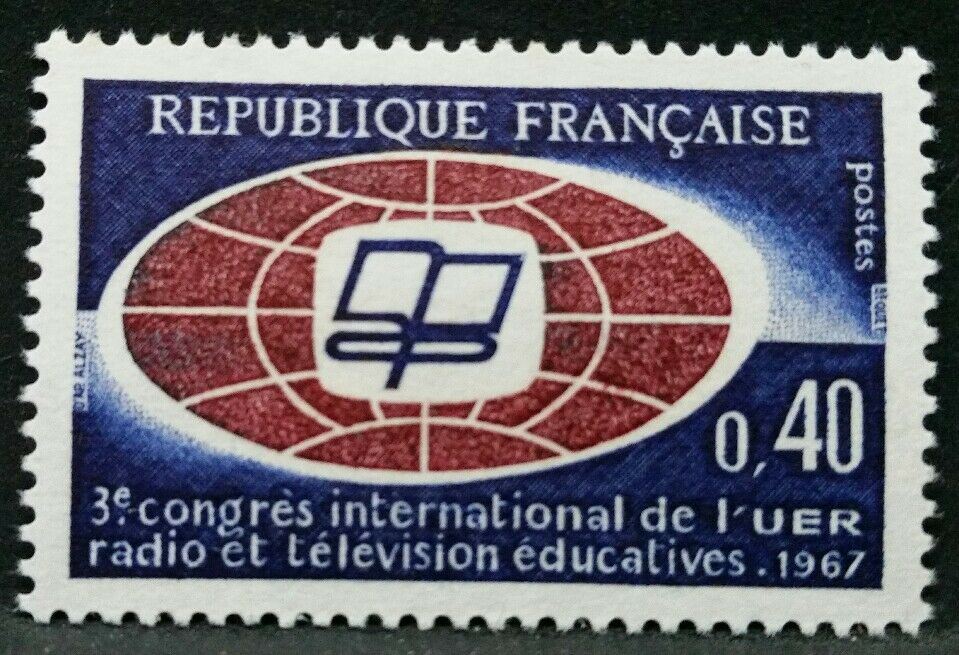 REPUBLIQUE FRANÇAISE
postes
0,40
3e. congrès international de l'UER
radio et télévision éducatives . 1967